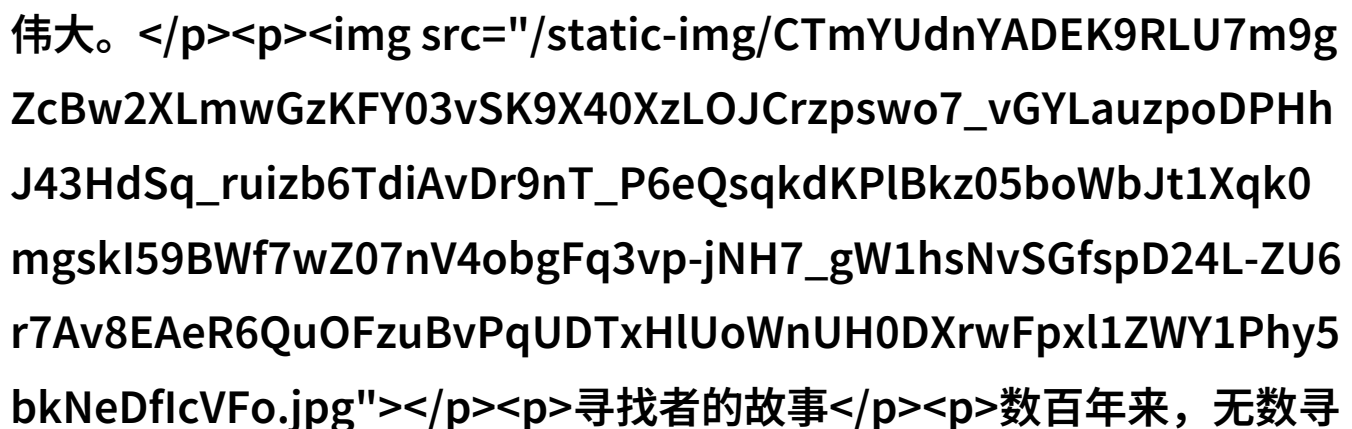 伟大。</p><p><img src="/static-img/CTmYUdnYADEK9RLU7m9g
ZcBw2XLmwGzKFY03vSK9X40XzLOJCrzpswo7_vGYLauzpoDPHh
J43HdSq_ruizb6TdiAvDr9nT_P6eQsqkdKPlBkz05boWbJt1Xqk0
mgskI59BWf7wZ07nV4obgFq3vp-jNH7_gW1hsNvSGfspD24L-ZU6
r7Av8EAeR6QuOFzuBvPqUDTxHlUoWnUH0DXrwFpxl1ZWY1Phy5
bkNeDfIcVFo.jpg"></p><p>寻找者的故事</p><p>数百年来，无数寻